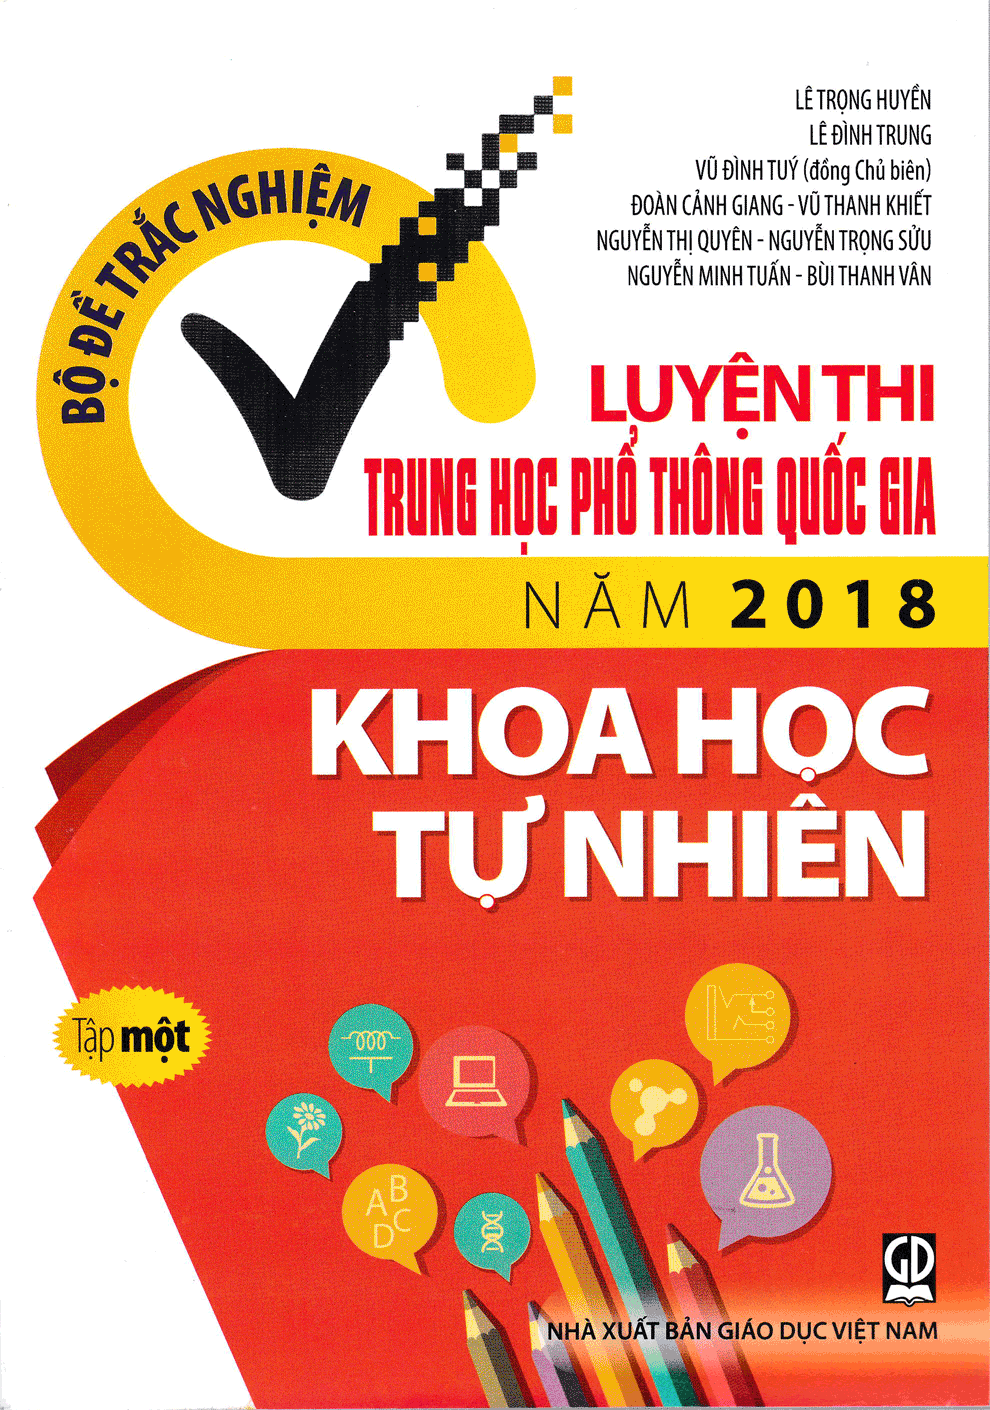 LÊ TRỌNG HUYỀN
LÊ ĐÌNH TRUNG
VŨ ĐÌNH TUÝ (đồng Chủ biên)
ĐOÀN CẢNH GIANG - VŨ THANH KHIẾT
NGUYỄN THỊ QUYÊN - NGUYỄN TRỌNG SỬU
NGUYỄN MINH TUẤN - BÙI THANH VÂN
BỘ ĐỀ TRẮC NGHIỆM
LUYỆN THI
TRUNG HỌC PHỔ THÔNG QUỐC GIA
NĂM 2018
KHOA HỌC
TỰ NHIÊN
Tập một
A B
D C
GD
NHÀ XUẤT BẢN GIÁO DỤC VIỆT NAM